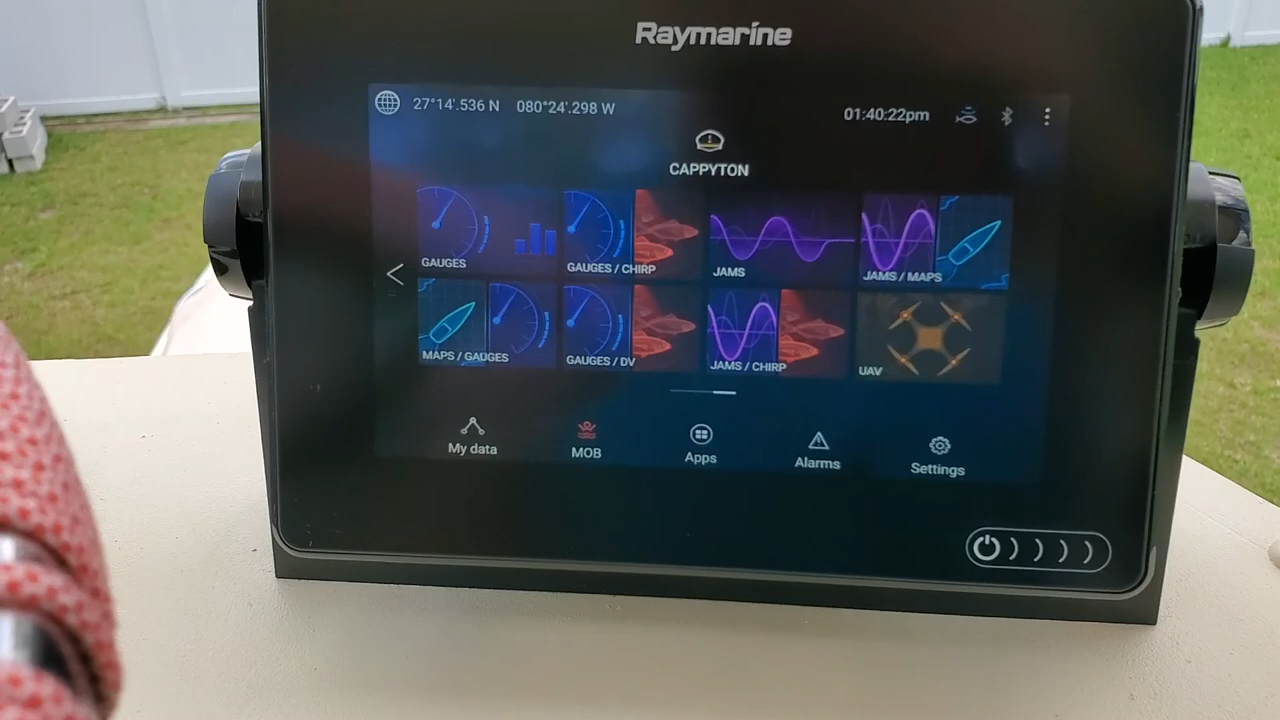 Raymarine
27°14'.536 N 080°24'.298 W
01:40:22pm
CAPPYTON
GAUGES
GAUGES / CHIRP
JAMS
JAMS / MAPS
MAPS / GAUGES
GAUGES / DV
JAMS / CHIRP
UAV
My data
MOB
Apps
Alarms
Settings